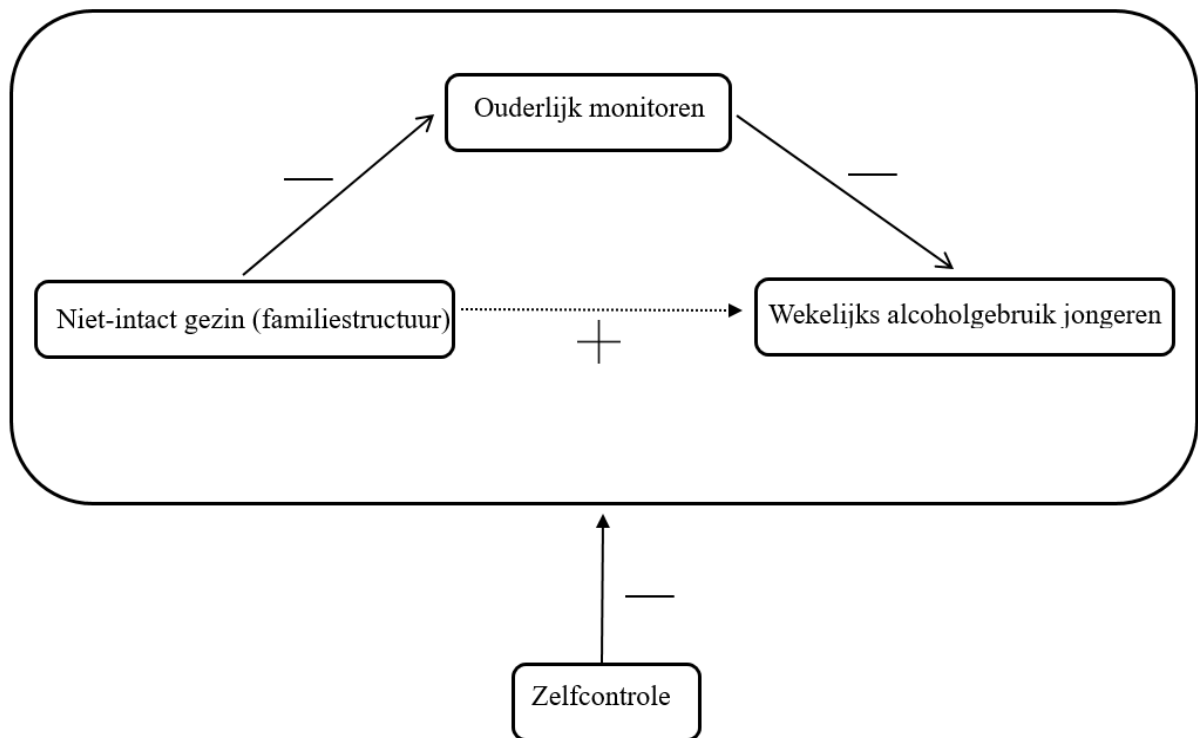 Ouderlijk monitoren
Niet-intact gezin (familiestructuur)
Wekelijks alcoholgebruik jongeren
Zelfcontrole